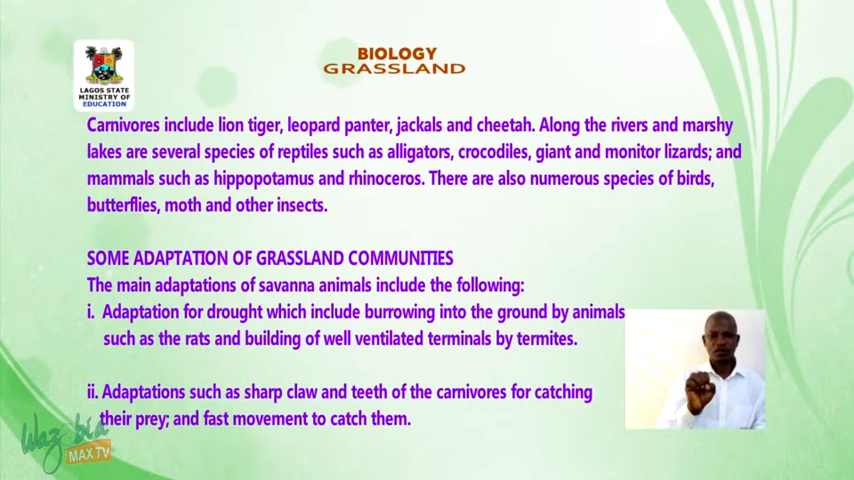 BIOLOGY
GRASSLAND
LAGOS STATE
MINISTRY OF
EDUCATION
Carnivores include lion tiger, leopard panter, jackals and cheetah. Along the rivers and marshy
lakes are several species of reptiles such as alligators, crocodiles, giant and monitor lizards; and
mammals such as hippopotamus and rhinoceros. There are also numerous species of birds,
butterflies, moth and other insects.
SOME ADAPTATION OF GRASSLAND COMMUNITIES
The main adaptations of savanna animals include the following:
i. Adaptation for drought which include burrowing into the ground by animals
such as the rats and building of well ventilated terminals by termites.
ii. Adaptations such as sharp claw and teeth of the carnivores for catching
their prey; and fast movement to catch them.
Wazobia
MAX TV